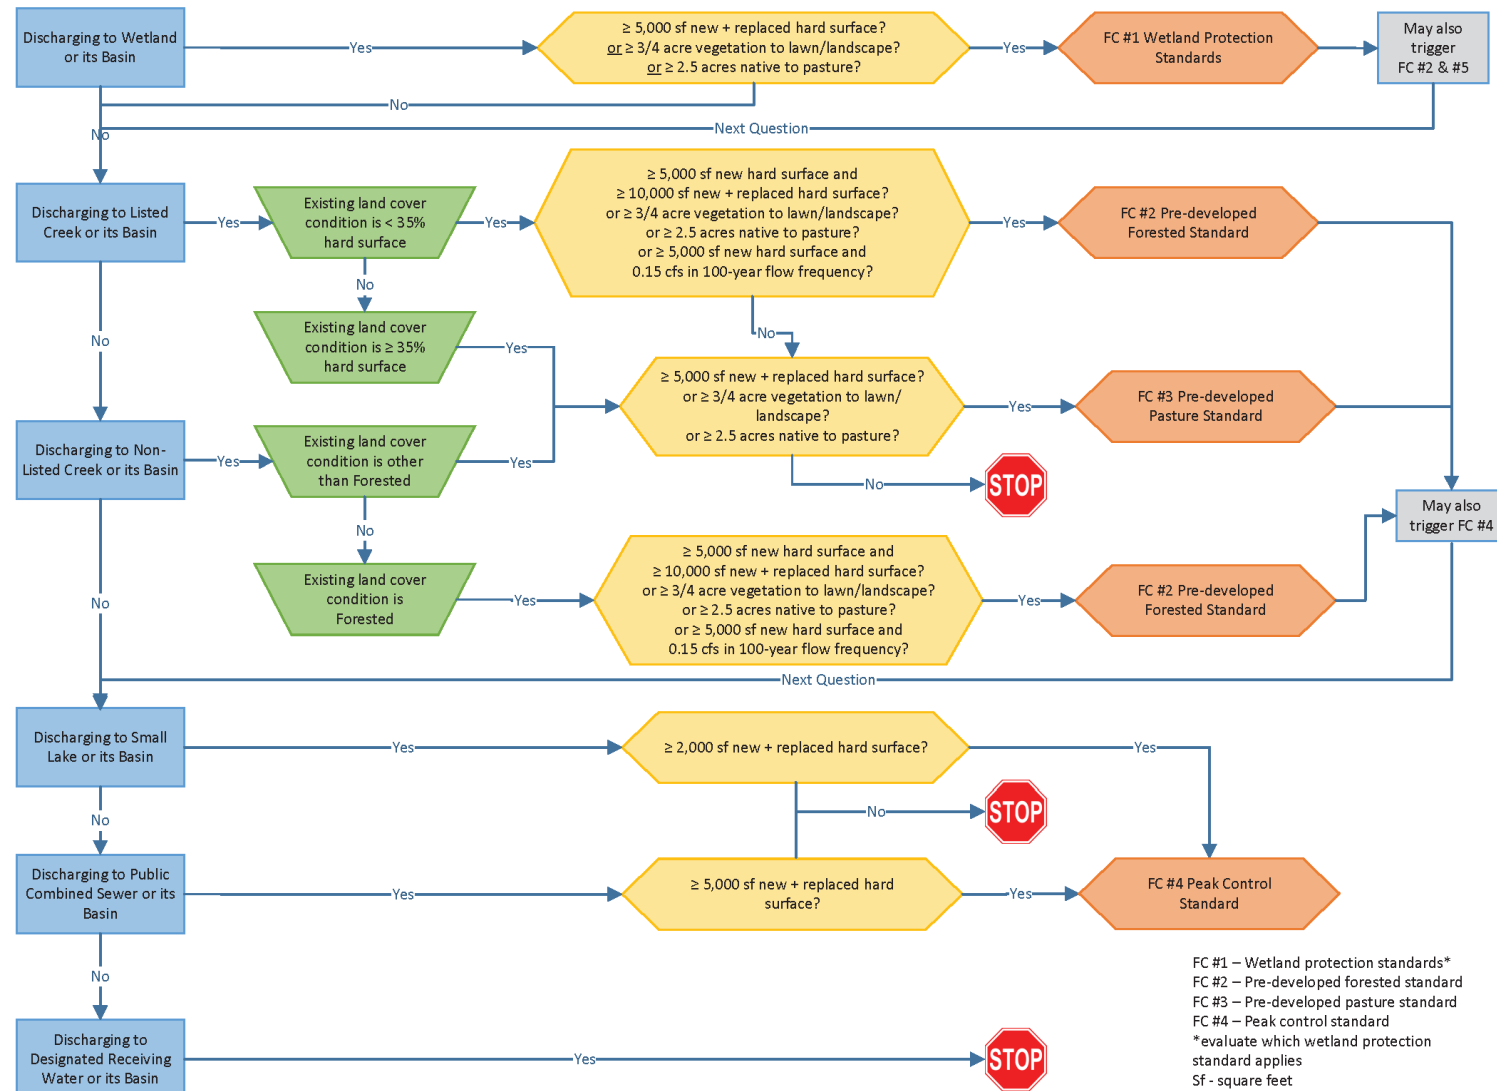 Discharging to Wetland
or its Basin
Yes
≥ 5,000 sf new + replaced hard surface?
or ≥ 3/4 acre vegetation to lawn/landscape?
or ≥ 2.5 acres native to pasture?
Yes
FC #1 Wetland Protection
Standards
May also
trigger
FC #2 & #5
No
Next Question
No
Discharging to Listed
Creek or its Basin
Yes
Existing land cover
condition is < 35%
hard surface
Yes
≥ 5,000 sf new hard surface and
≥ 10,000 sf new + replaced hard surface?
or ≥ 3/4 acre vegetation to lawn/landscape?
or ≥ 2.5 acres native to pasture?
or ≥ 5,000 sf new hard surface and
0.15 cfs in 100-year flow frequency?
Yes
FC #2 Pre-developed
Forested Standard
No
No
No
Existing land cover
condition is ≥ 35%
hard surface
Yes
≥ 5,000 sf new + replaced hard surface?
or ≥ 3/4 acre vegetation to lawn/
landscape?
or ≥ 2.5 acres native to pasture?
Yes
FC #3 Pre-developed
Pasture Standard
Discharging to Non-
Listed Creek or its Basin
Yes
Existing land cover
condition is other
than Forested
Yes
No
STOP
May also
trigger FC #4
No
No
Existing land cover
condition is
Forested
Yes
≥ 5,000 sf new hard surface and
≥ 10,000 sf new + replaced hard surface?
or ≥ 3/4 acre vegetation to lawn/landscape?
or ≥ 2.5 acres native to pasture?
or ≥ 5,000 sf new hard surface and
0.15 cfs in 100-year flow frequency?
Yes
FC #2 Pre-developed
Forested Standard
Next Question
Discharging to Small
Lake or its Basin
Yes
≥ 2,000 sf new + replaced hard surface?
Yes
No
No
STOP
Discharging to Public
Combined Sewer or its
Basin
Yes
≥ 5,000 sf new + replaced hard
surface?
Yes
FC #4 Peak Control
Standard
No
Discharging to
Designated Receiving
Water or its Basin
Yes
STOP
FC #1 – Wetland protection standards*
FC #2 – Pre-developed forested standard
FC #3 – Pre-developed pasture standard
FC #4 – Peak control standard
*evaluate which wetland protection
standard applies
Sf - square feet